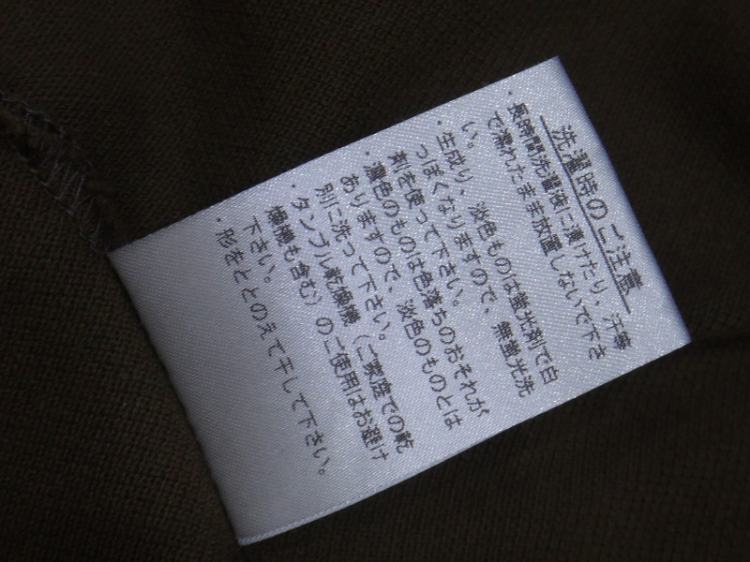 洗濯時のご注意
・長時間洗濯液に浸けたり、汗等
で濡れたまま放置しないで下さ
い。
・生成り、淡色ものは蛍光剤で白
っぽくなりますので、無蛍光洗
剤を使って下さい。
・濃色のものは色落ちのおそれが
ありますので、淡色のものとは
別に洗って下さい。
・タンブル乾燥機（ご家庭での乾
燥機も含む）のご使用はお避け
下さい。
・形をととのえて干して下さい。